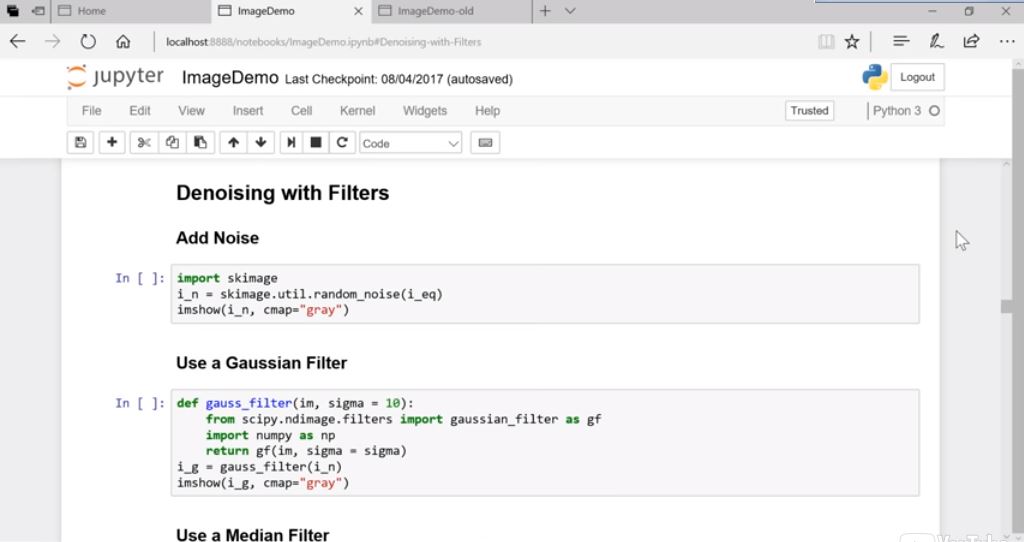 Home
ImageDemo
ImageDemo-old
localhost:8888/notebooks/ImageDemo.ipynb#Denoising-with-Filters
jupyter ImageDemo Last Checkpoint: 08/04/2017 (autosaved)
Logout
File Edit View Insert Cell Kernel Widgets Help
Trusted
Python 3
Code
Denoising with Filters
Add Noise
In [ ]: import skimage
i_n = skimage.util.random_noise(i_eq)
imshow(i_n, cmap="gray")
Use a Gaussian Filter
In [ ]: def gauss_filter(im, sigma = 10):
    from scipy.ndimage.filters import gaussian_filter as gf
    import numpy as np
    return gf(im, sigma = sigma)
i_g = gauss_filter(i_n)
imshow(i_g, cmap="gray")
Use a Median Filter